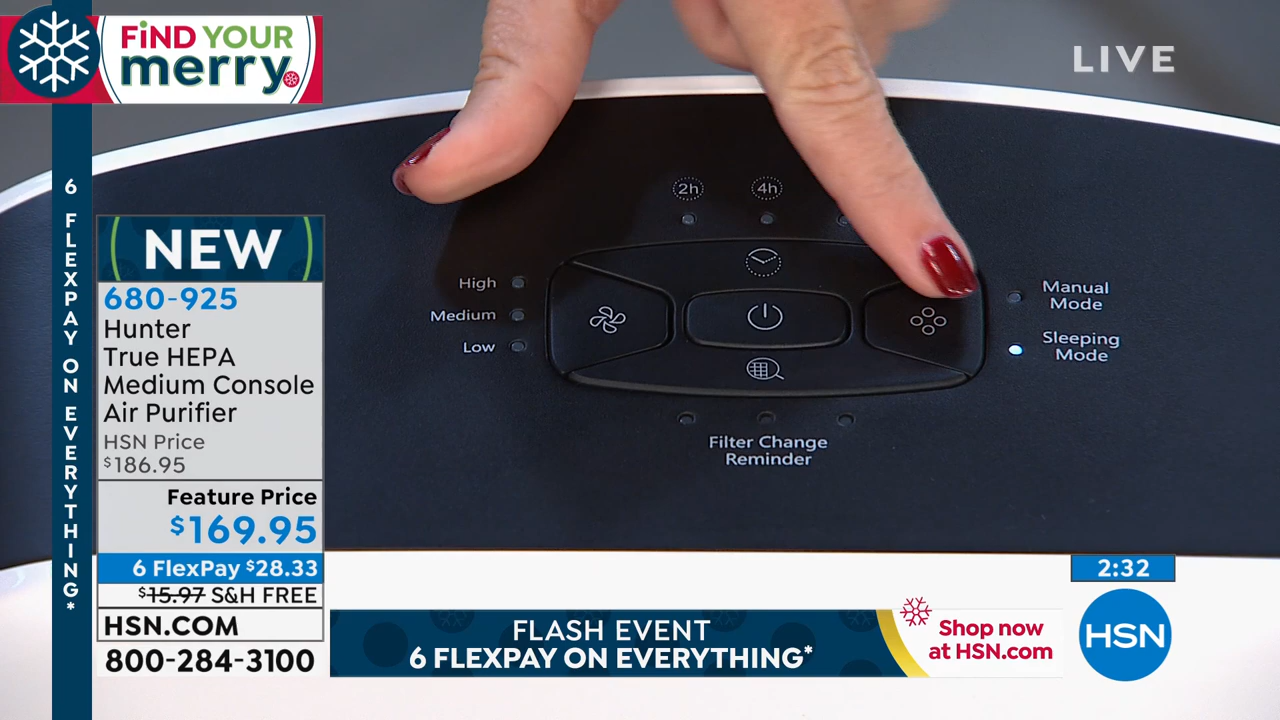 FIND YOUR
merry
LIVE
6 FLEXPAY ON EVERYTHING*
NEW
680-925
Hunter
True HEPA
Medium Console
Air Purifier
HSN Price
$186.95
Feature Price
$169.95
6 FlexPay $28.33
$15.97 S&H FREE
HSN.COM
800-284-3100
2h 4h
High
Medium
Low
Manual
Mode
Sleeping
Mode
Filter Change
Reminder
2:32
FLASH EVENT
6 FLEXPAY ON EVERYTHING*
Shop now
at HSN.com
HSN